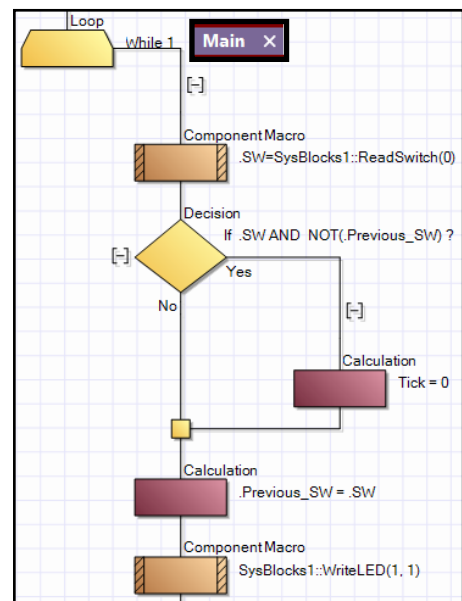 Loop
While 1
Main ×
[-]
Component Macro
.SW=SysBlocks1::ReadSwitch(0)
Decision
If .SW AND NOT(.Previous_SW) ?
[-]
Yes
No
[-]
Calculation
Tick = 0
Calculation
.Previous_SW = .SW
Component Macro
SysBlocks1::WriteLED(1, 1)